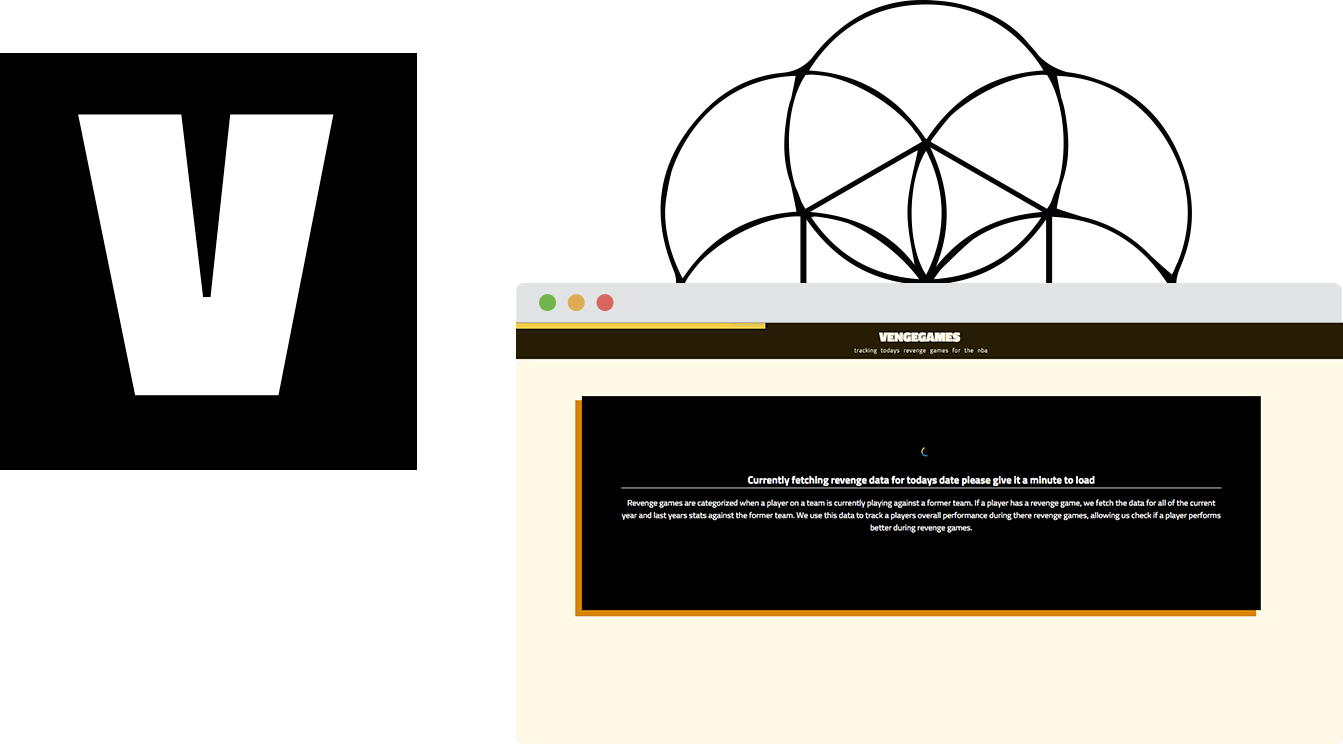 V
VENGEGAMES
tracking todays revenge games for the nba
Currently fetching revenge data for todays date please give it a minute to load
Revenge games are categorized when a player on a team is currently playing against a former team. If a player has a revenge game, we fetch the data for all of the current
year and last years stats against the former team. We use this data to track a players overall performance during there revenge games, allowing us check if a player performs
better during revenge games.